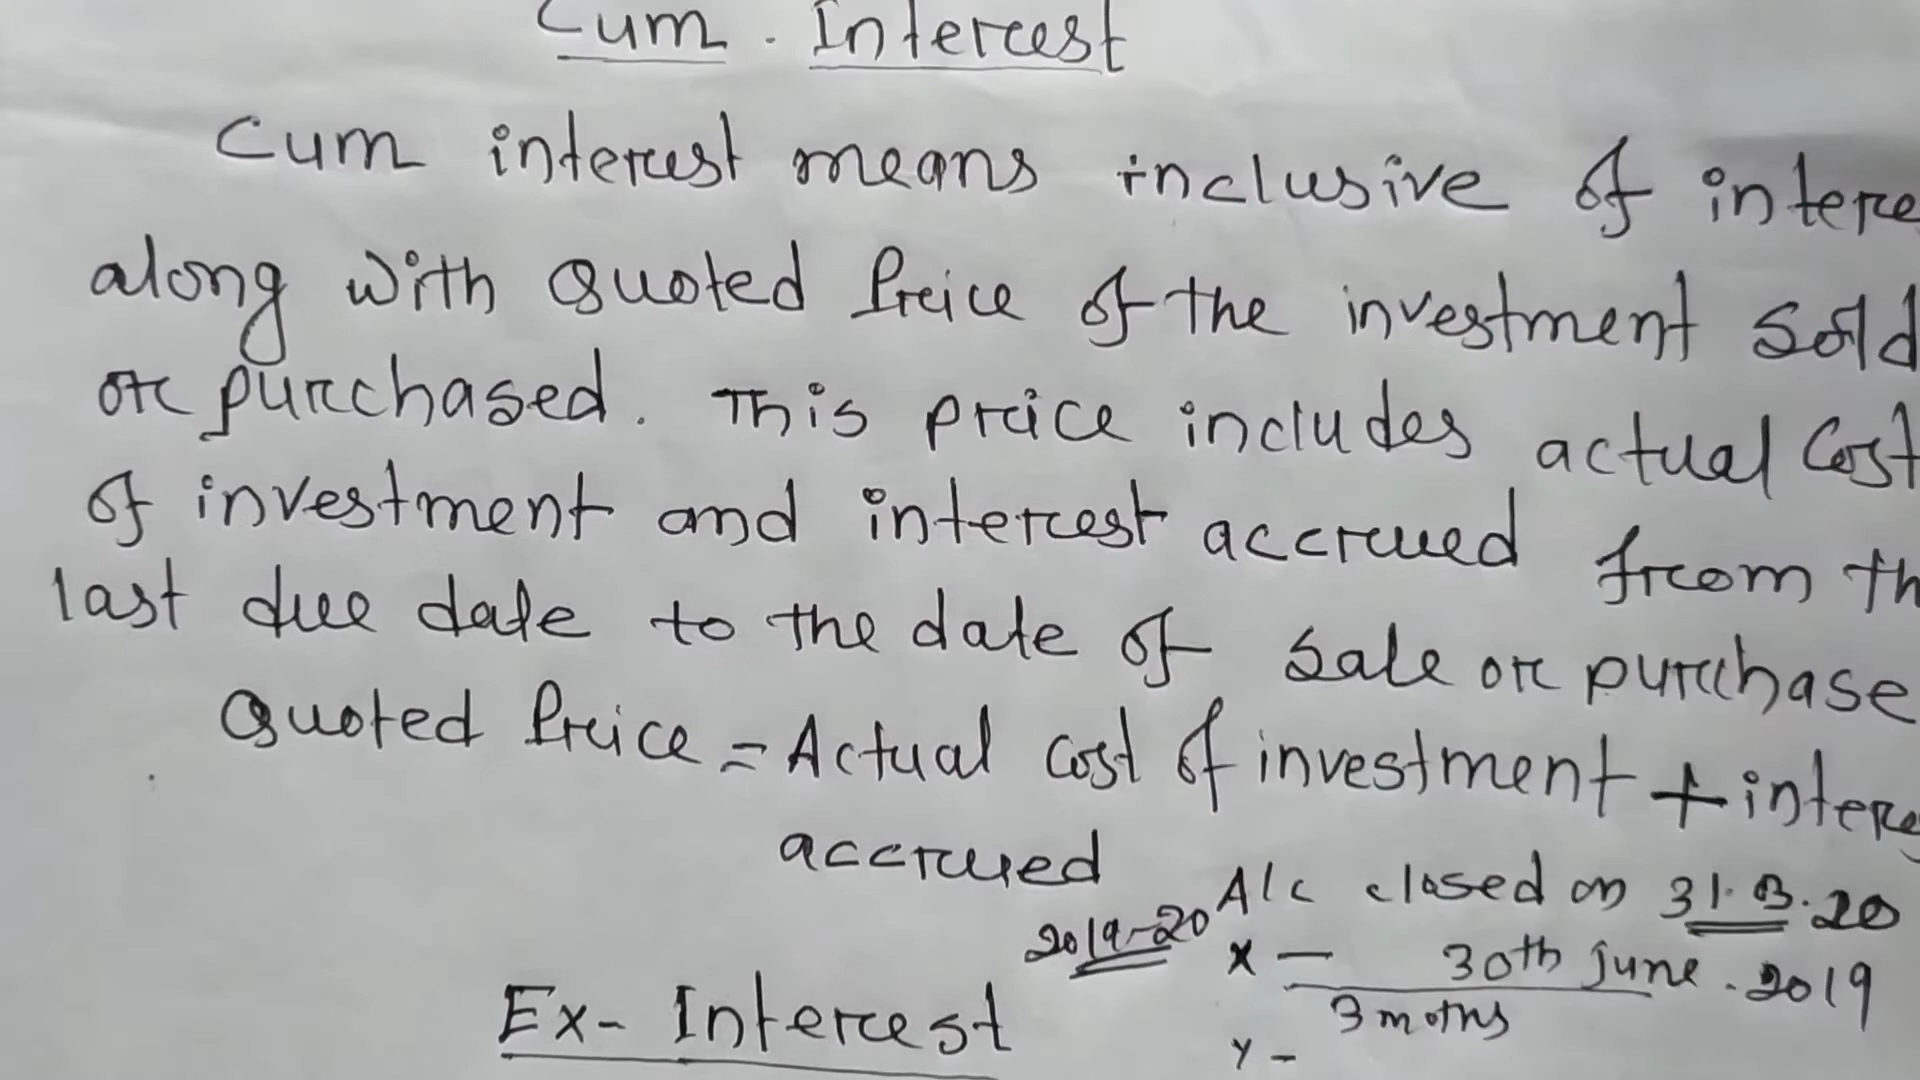 Cum. Interest
Cum interest means inclusive of intere
along with quoted Price of the investment sold
or purchased. This price includes actual Cost
of investment and interest accrued from th
last due date to the date of sale or purchase
Quoted Price = Actual cost of investment + intere
accrued
A/c closed on 31.3.20
2019-20
X — 30th june. 2019
3 moths
Y -
Ex- Interest